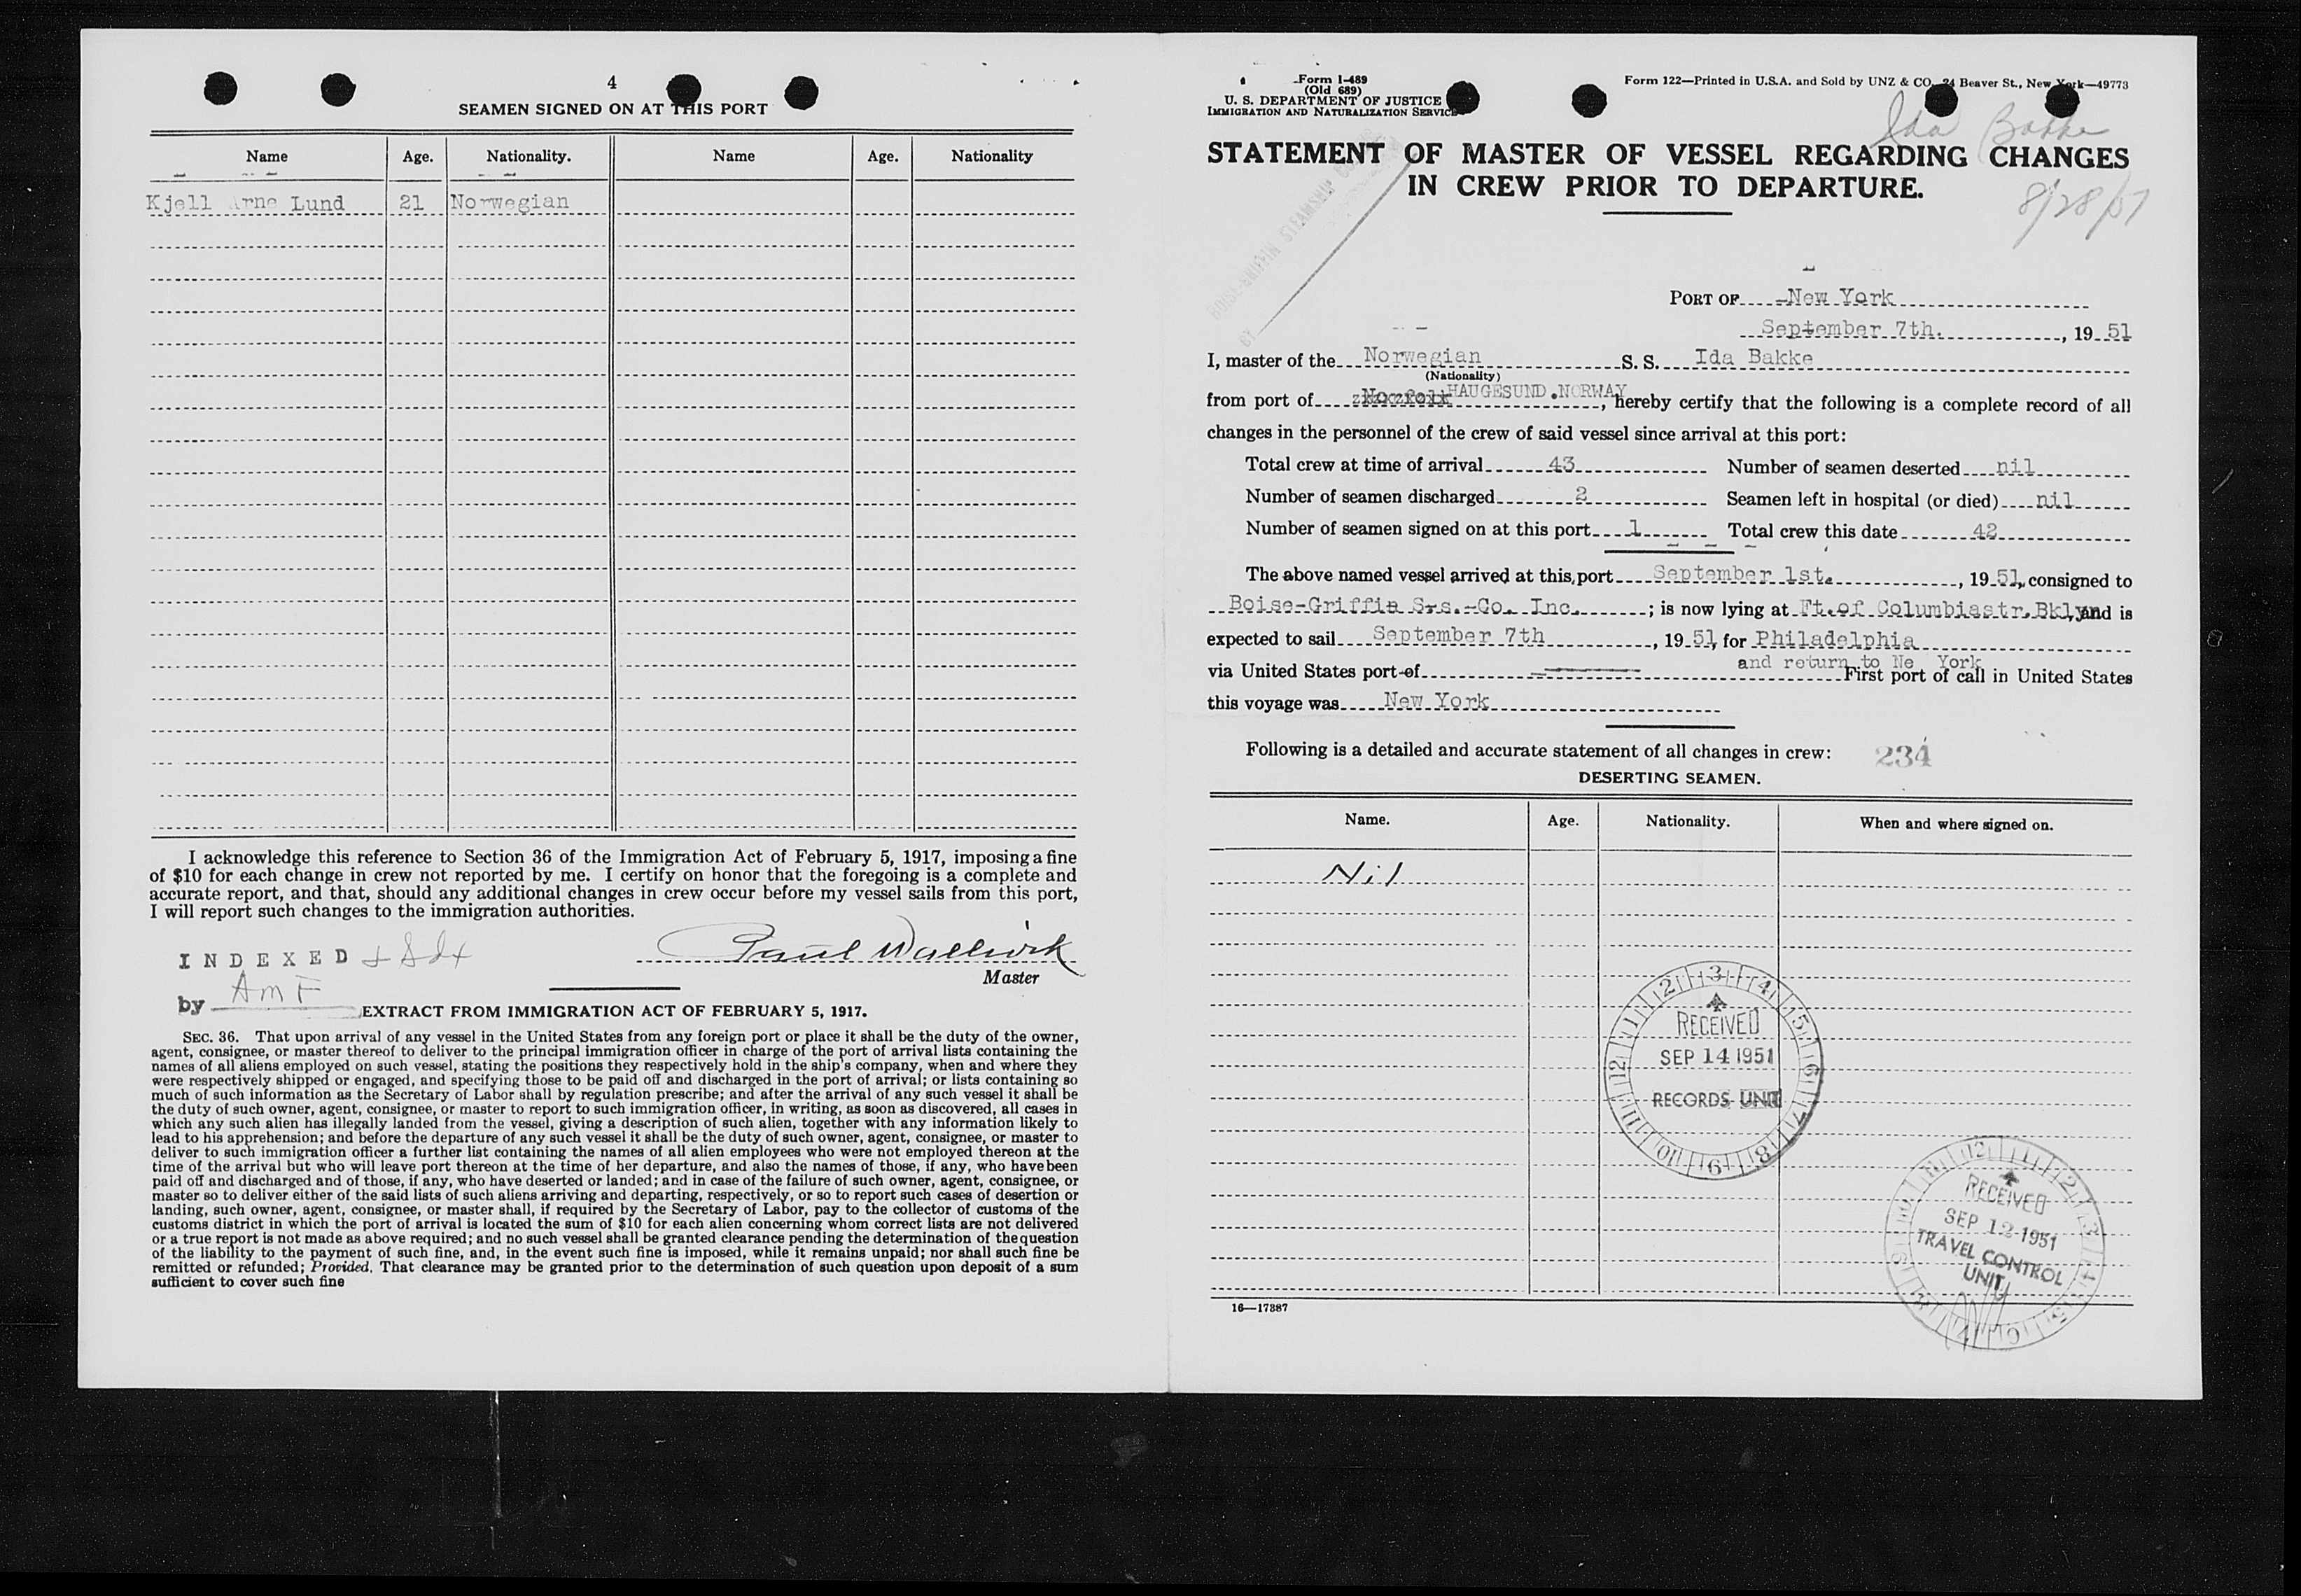 4
SEAMEN SIGNED ON AT THIS PORT
Name Age. Nationality. Name Age. Nationality
Kjell Arne Lund 21 Norwegian
I acknowledge this reference to Section 36 of the Immigration Act of February 5, 1917, imposing a fine
of $10 for each change in crew not reported by me. I certify on honor that the foregoing is a complete and
accurate report, and that, should any additional changes in crew occur before my vessel sails from this port,
I will report such changes to the immigration authorities.
INDEXED
Paul
Master
by AmF
EXTRACT FROM IMMIGRATION ACT OF FEBRUARY 5, 1917.
SEC. 36. That upon arrival of any vessel in the United States from any foreign port or place it shall be the duty of the owner,
agent, consignee, or master thereof to deliver to the principal immigration officer in charge of the port of arrival lists containing the
names of all aliens employed on such vessel, stating the positions they respectively hold in the ship's company, when and where they
were respectively shipped or engaged, and specifying those to be paid off and discharged in the port of arrival; or lists containing so
much of such information as the Secretary of Labor shall by regulation prescribe; and after the arrival of any such vessel it shall be
the duty of such owner, agent, consignee, or master to report to such immigration officer, in writing, as soon as discovered, all cases in
which any such alien has illegally landed from the vessel, giving a description of such alien, together with any information likely to
lead to his apprehension; and before the departure of any such vessel it shall be the duty of such owner, agent, consignee, or master to
deliver to such immigration officer a further list containing the names of all alien employees who were not employed thereon at the
time of the arrival but who will leave port thereon at the time of her departure, and also the names of those, if any, who have been
paid off and discharged and of those, if any, who have deserted or landed; and in case of the failure of such owner, agent, consignee, or
master so to deliver either of the said lists of such aliens arriving and departing, respectively, or so to report such cases of desertion or
landing, such owner, agent, consignee, or master shall, if required by the Secretary of Labor, pay to the collector of customs of the
customs district in which the port of arrival is located the sum of $10 for each alien concerning whom correct lists are not delivered
or a true report is not made as above required; and no such vessel shall be granted clearance pending the determination of the question
of the liability to the payment of such fine, and, in the event such fine is imposed, while it remains unpaid; nor shall such fine be
remitted or refunded; Provided, That clearance may be granted prior to the determination of such question upon deposit of a sum
sufficient to cover such fine
Form I-489
(Old 689)
U. S. DEPARTMENT OF JUSTICE
IMMIGRATION AND NATURALIZATION SERVICE
Form 122—Printed in U.S.A. and Sold by UNZ & CO. 24 Beaver St., New York—49773
Ida Bakke
STATEMENT OF MASTER OF VESSEL REGARDING CHANGES
IN CREW PRIOR TO DEPARTURE.
8/28/51
BY
PORT OF New York
September 7th. , 19 51
I, master of the Norwegian S. S. Ida Bakke
(Nationality)
from port of Norfolk HAUGESUND.NORWAY, hereby certify that the following is a complete record of all
changes in the personnel of the crew of said vessel since arrival at this port:
Total crew at time of arrival 43 Number of seamen deserted nil
Number of seamen discharged 2 Seamen left in hospital (or died) nil
Number of seamen signed on at this port 1 Total crew this date 42
The above named vessel arrived at this port September 1st. , 19 51, consigned to
Boise-Griffin Srs.-Co. Inc. ; is now lying at Ft.of Columbiastr.Bklyn and is
expected to sail September 7th , 19 51, for Philadelphia
and return to Ne York
via United States port of First port of call in United States
this voyage was New York
Following is a detailed and accurate statement of all changes in crew: 234
DESERTING SEAMEN.
Name. Age. Nationality. When and where signed on.
Nil
RECEIVED
SEP 14 1951
RECORDS UNIT
RECEIVED
SEP 12 1951
TRAVEL CONTROL
UNIT
16—17387